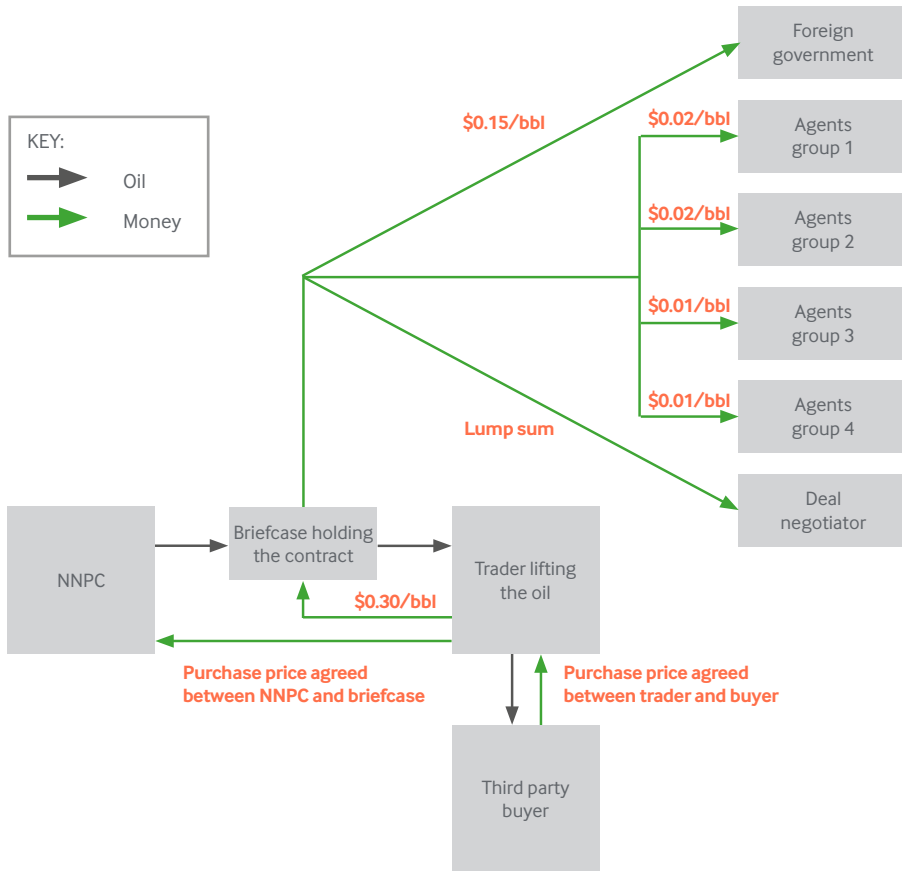 Foreign
government
$0.15/bbl
$0.02/bbl
Agents
group 1
KEY:
Oil
Money
$0.02/bbl
Agents
group 2
$0.01/bbl
Agents
group 3
$0.01/bbl
Agents
group 4
Lump sum
Deal
negotiator
NNPC
Briefcase holding
the contract
Trader lifting
the oil
$0.30/bbl
Purchase price agreed
between NNPC and briefcase
Purchase price agreed
between trader and buyer
Third party
buyer